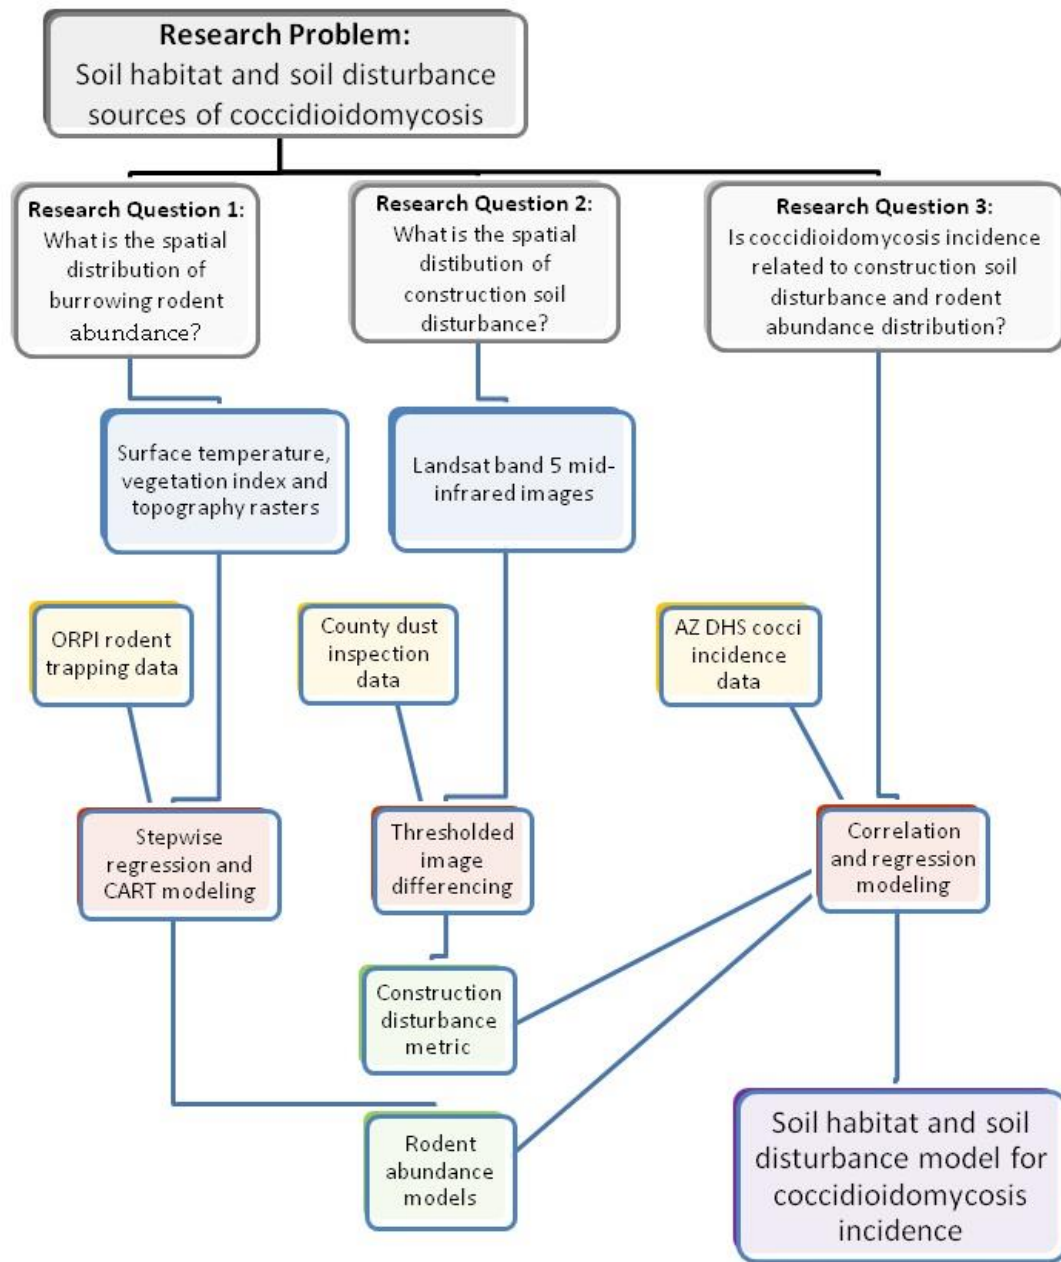 Research Problem:
Soil habitat and soil disturbance
sources of coccidioidomycosis
Research Question 1:
What is the spatial
distribution of
burrowing rodent
abundance?
Research Question 2:
What is the spatial
distibution of
construction soil
disturbance?
Research Question 3:
Is coccidioidomycosis incidence
related to construction soil
disturbance and rodent
abundance distribution?
Surface temperature,
vegetation index and
topography rasters
Landsat band 5 mid-
infrared images
ORPI rodent
trapping data
County dust
inspection
data
AZ DHS cocci
incidence
data
Stepwise
regression and
CART modeling
Thresholded
image
differencing
Correlation
and regression
modeling
Construction
disturbance
metric
Rodent
abundance
models
Soil habitat and soil
disturbance model for
coccidioidomycosis
incidence